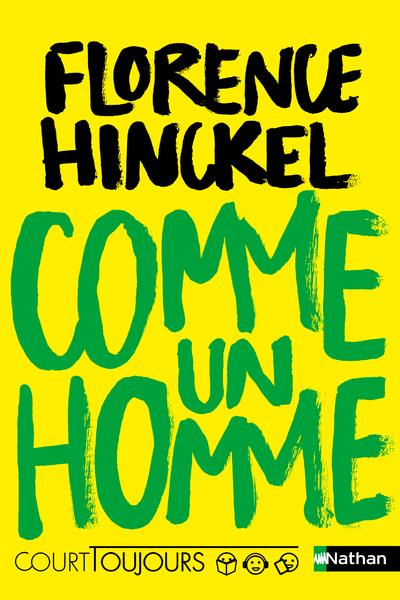 FLORENCE
HINCKEL
COMME
UN
HOMME
COURTTOUJOURS Nathan